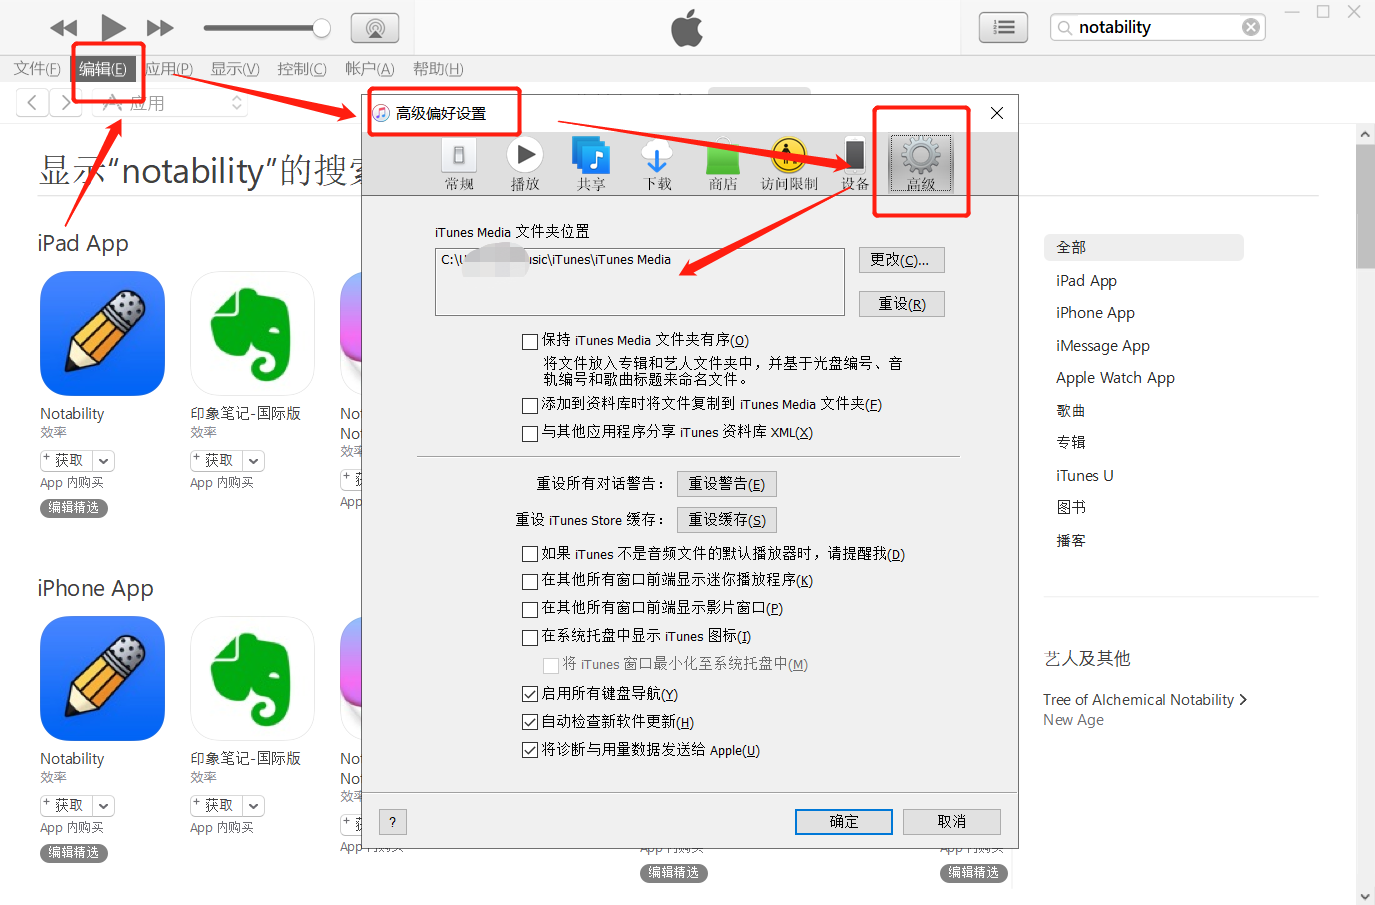 notability
文件(F) 编辑(E) 应用(P) 显示(V) 控制(C) 帐户(A) 帮助(H)
应用
显示“notability”的搜
iPad App
Notability
效率
+ 获取
App 内购买
编辑精选
印象笔记-国际版
效率
+ 获取
App 内购买
效率
App
iPhone App
Notability
效率
+ 获取
App 内购买
编辑精选
印象笔记-国际版
效率
+ 获取
App 内购买
效率
App 内购买
App 内购买
编辑精选
App 内购买
编辑精选
高级偏好设置
常规 播放 共享 下载 商店 访问限制 设备 高级
iTunes Media 文件夹位置
C:\U sic\iTunes\iTunes Media
更改(C)...
重设(R)
保持 iTunes Media 文件夹有序(O)
将文件放入专辑和艺人文件夹中，并基于光盘编号、音
轨编号和歌曲标题来命名文件。
添加到资料库时将文件复制到 iTunes Media 文件夹(F)
与其他应用程序分享 iTunes 资料库 XML(X)
重设所有对话警告： 重设警告(E)
重设 iTunes Store 缓存： 重设缓存(S)
如果 iTunes 不是音频文件的默认播放器时，请提醒我(D)
在其他所有窗口前端显示迷你播放程序(K)
在其他所有窗口前端显示影片窗口(P)
在系统托盘中显示 iTunes 图标(I)
将 iTunes 窗口最小化至系统托盘中(M)
启用所有键盘导航(Y)
自动检查新软件更新(H)
将诊断与用量数据发送给 Apple(U)
? 确定 取消
全部
iPad App
iPhone App
iMessage App
Apple Watch App
歌曲
专辑
iTunes U
图书
播客
艺人及其他
Tree of Alchemical Notability >
New Age